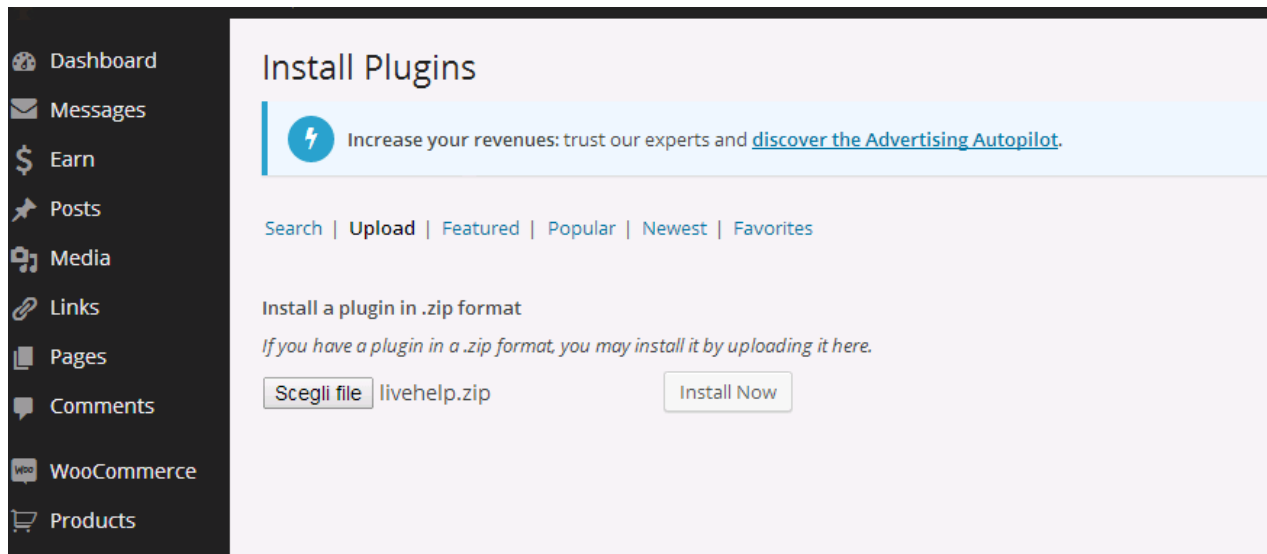 Dashboard
Messages
Earn
Posts
Media
Links
Pages
Comments
WooCommerce
Products
Install Plugins
Increase your revenues: trust our experts and discover the Advertising Autopilot.
Search | Upload | Featured | Popular | Newest | Favorites
Install a plugin in .zip format
If you have a plugin in a .zip format, you may install it by uploading it here.
Scegli file livehelp.zip Install Now